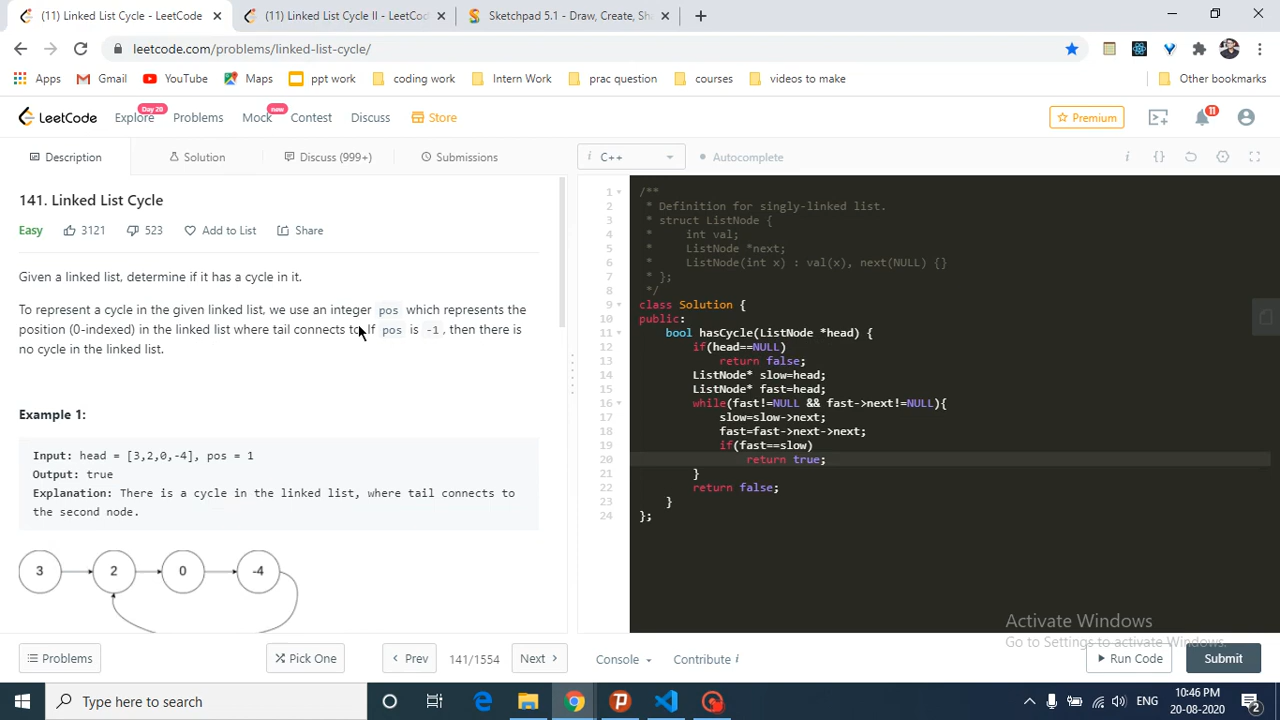 (11) Linked List Cycle - LeetCode
(11) Linked List Cycle II - LeetCod
Sketchpad 5.1 - Draw, Create, Sha
leetcode.com/problems/linked-list-cycle/
Apps Gmail YouTube Maps ppt work coding work Intern Work prac question courses videos to make Other bookmarks
LeetCode Explore Day 20 Problems Mock new Contest Discuss Store Premium 11
Description Solution Discuss (999+) Submissions
i C++ Autocomplete i {}
141. Linked List Cycle
Easy 3121 523 Add to List Share
Given a linked list, determine if it has a cycle in it.
To represent a cycle in the given linked list, we use an integer pos which represents the
position (0-indexed) in the linked list where tail connects to. If pos is -1, then there is
no cycle in the linked list.
Example 1:
Input: head = [3,2,0,-4], pos = 1
Output: true
Explanation: There is a cycle in the linked list, where tail connects to
the second node.
3 2 0 -4
1 /**
2 * Definition for singly-linked list.
3 * struct ListNode {
4 *     int val;
5 *     ListNode *next;
6 *     ListNode(int x) : val(x), next(NULL) {}
7 * };
8 */
9 class Solution {
10 public:
11 bool hasCycle(ListNode *head) {
12 if(head==NULL)
13 return false;
14 ListNode* slow=head;
15 ListNode* fast=head;
16 while(fast!=NULL && fast->next!=NULL){
17 slow=slow->next;
18 fast=fast->next->next;
19 if(fast==slow)
20 return true;
21 }
22 return false;
23 }
24 };
Activate Windows
Go to Settings to activate Windows.
Problems Pick One Prev 141/1554 Next Console Contribute i Run Code Submit
Type here to search
ENG
10:46 PM
20-08-2020
2